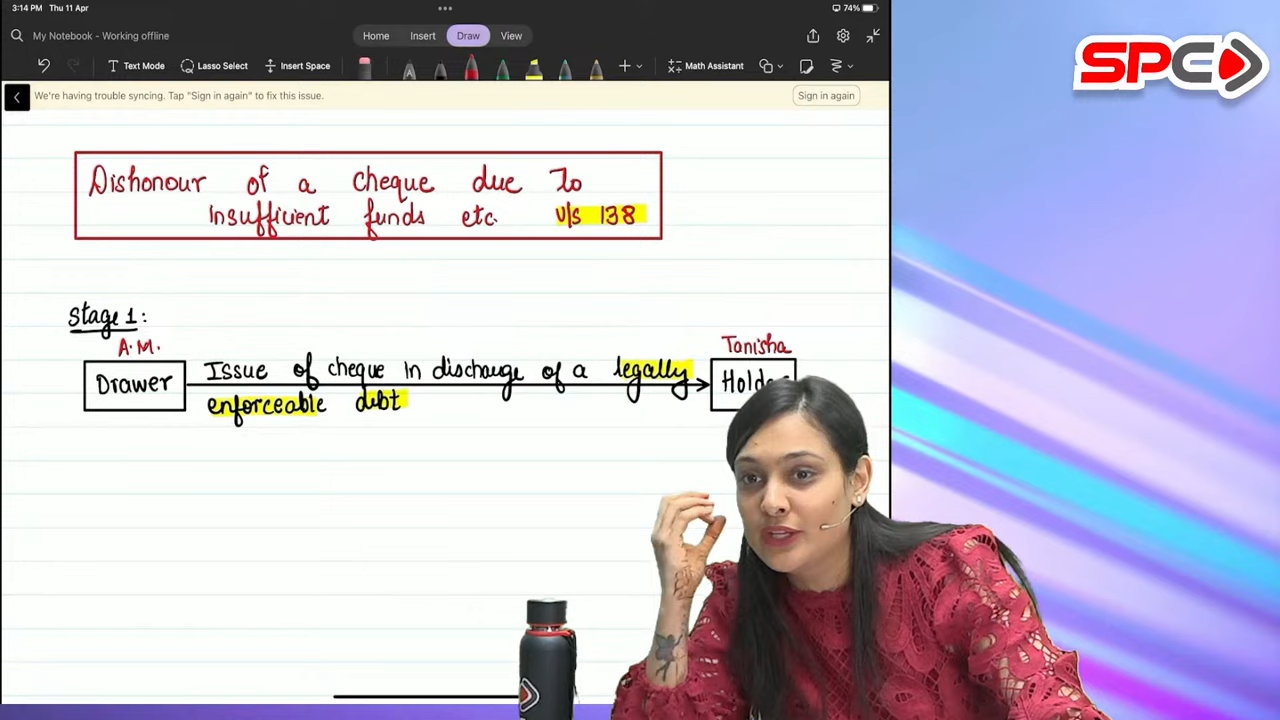 3:14 PM Thu 11 Apr
74%
My Notebook - Working offline
Home Insert Draw View
Text Mode Lasso Select Insert Space Math Assistant
We're having trouble syncing. Tap "Sign in again" to fix this issue.
Sign in again
SPC
Dishonour of a cheque due To
Insufficient funds etc. u/s 138
Stage 1:
A.M.
Tanisha
Drawer
Issue of cheque in discharge of a legally
enforceable debt